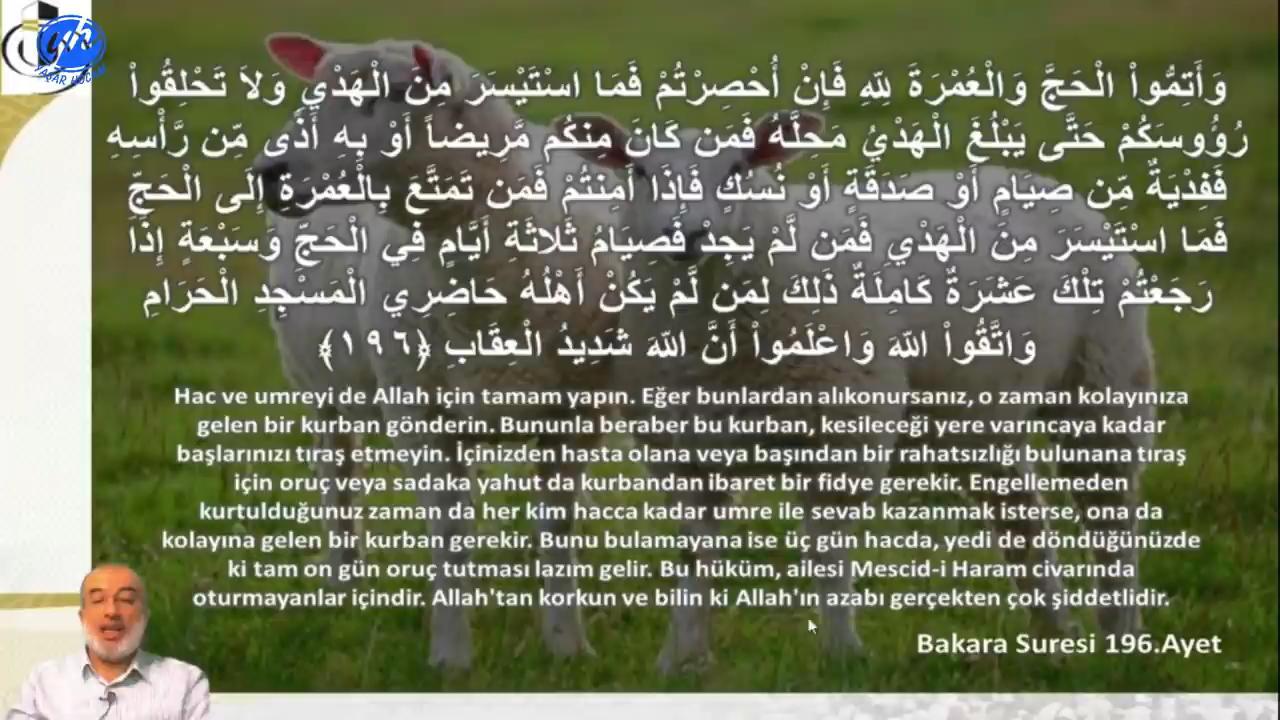 وَأَتِمُّواْ الْحَجَّ وَالْعُمْرَةَ لِلّهِ فَإِنْ أُحْصِرْتُمْ فَمَا اسْتَيْسَرَ مِنَ الْهَدْيِ وَلاَ تَحْلِقُواْ
رُؤُوسَكُمْ حَتَّى يَبْلُغَ الْهَدْيُ مَحِلَّهُ فَمَن كَانَ مِنكُم مَّرِيضاً أَوْ بِهِ أَذًى مِّن رَّأْسِهِ
فَفِدْيَةٌ مِّن صِيَامٍ أَوْ صَدَقَةٍ أَوْ نُسُكٍ فَإِذَا أَمِنتُمْ فَمَن تَمَتَّعَ بِالْعُمْرَةِ إِلَى الْحَجِّ
فَمَا اسْتَيْسَرَ مِنَ الْهَدْيِ فَمَن لَّمْ يَجِدْ فَصِيَامُ ثَلاثَةِ أَيَّامٍ فِي الْحَجِّ وَسَبْعَةٍ إِذَا
رَجَعْتُمْ تِلْكَ عَشَرَةٌ كَامِلَةٌ ذَلِكَ لِمَن لَّمْ يَكُنْ أَهْلُهُ حَاضِرِي الْمَسْجِدِ الْحَرَامِ
وَاتَّقُواْ اللّهَ وَاعْلَمُواْ أَنَّ اللّهَ شَدِيدُ الْعِقَابِ ﴿١٩٦﴾
Hac ve umreyi de Allah için tamam yapın. Eğer bunlardan alıkonursanız, o zaman kolayınıza
gelen bir kurban gönderin. Bununla beraber bu kurban, kesileceği yere varıncaya kadar
başlarınızı tıraş etmeyin. İçinizden hasta olana veya başından bir rahatsızlığı bulunana tıraş
için oruç veya sadaka yahut da kurbandan ibaret bir fidye gerekir. Engellemeden
kurtulduğunuz zaman da her kim hacca kadar umre ile sevab kazanmak isterse, ona da
kolayına gelen bir kurban gerekir. Bunu bulamayana ise üç gün hacda, yedi de döndüğünüzde
ki tam on gün oruç tutması lazım gelir. Bu hüküm, ailesi Mescid-i Haram civarında
oturmayanlar içindir. Allah'tan korkun ve bilin ki Allah'ın azabı gerçekten çok şiddetlidir.
Bakara Suresi 196.Ayet